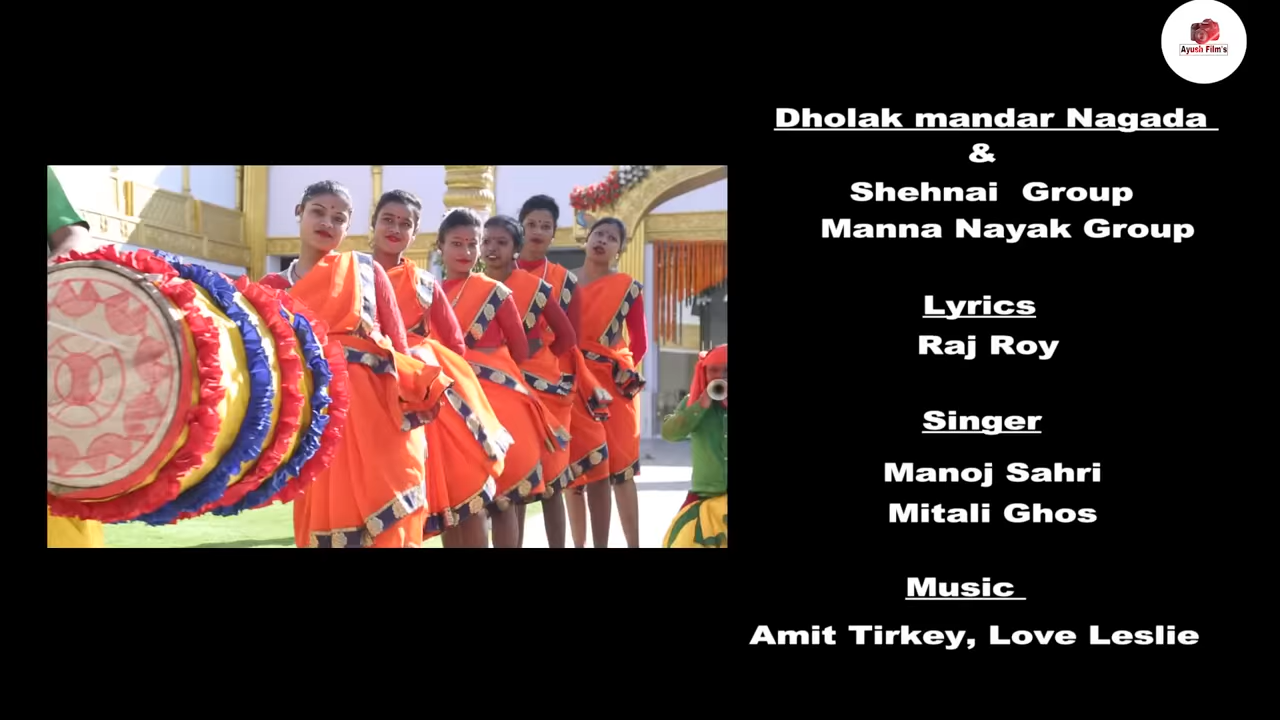 Ayush Film's
Dholak mandar Nagada
&
Shehnai Group
Manna Nayak Group
Lyrics
Raj Roy
Singer
Manoj Sahri
Mitali Ghos
Music
Amit Tirkey, Love Leslie